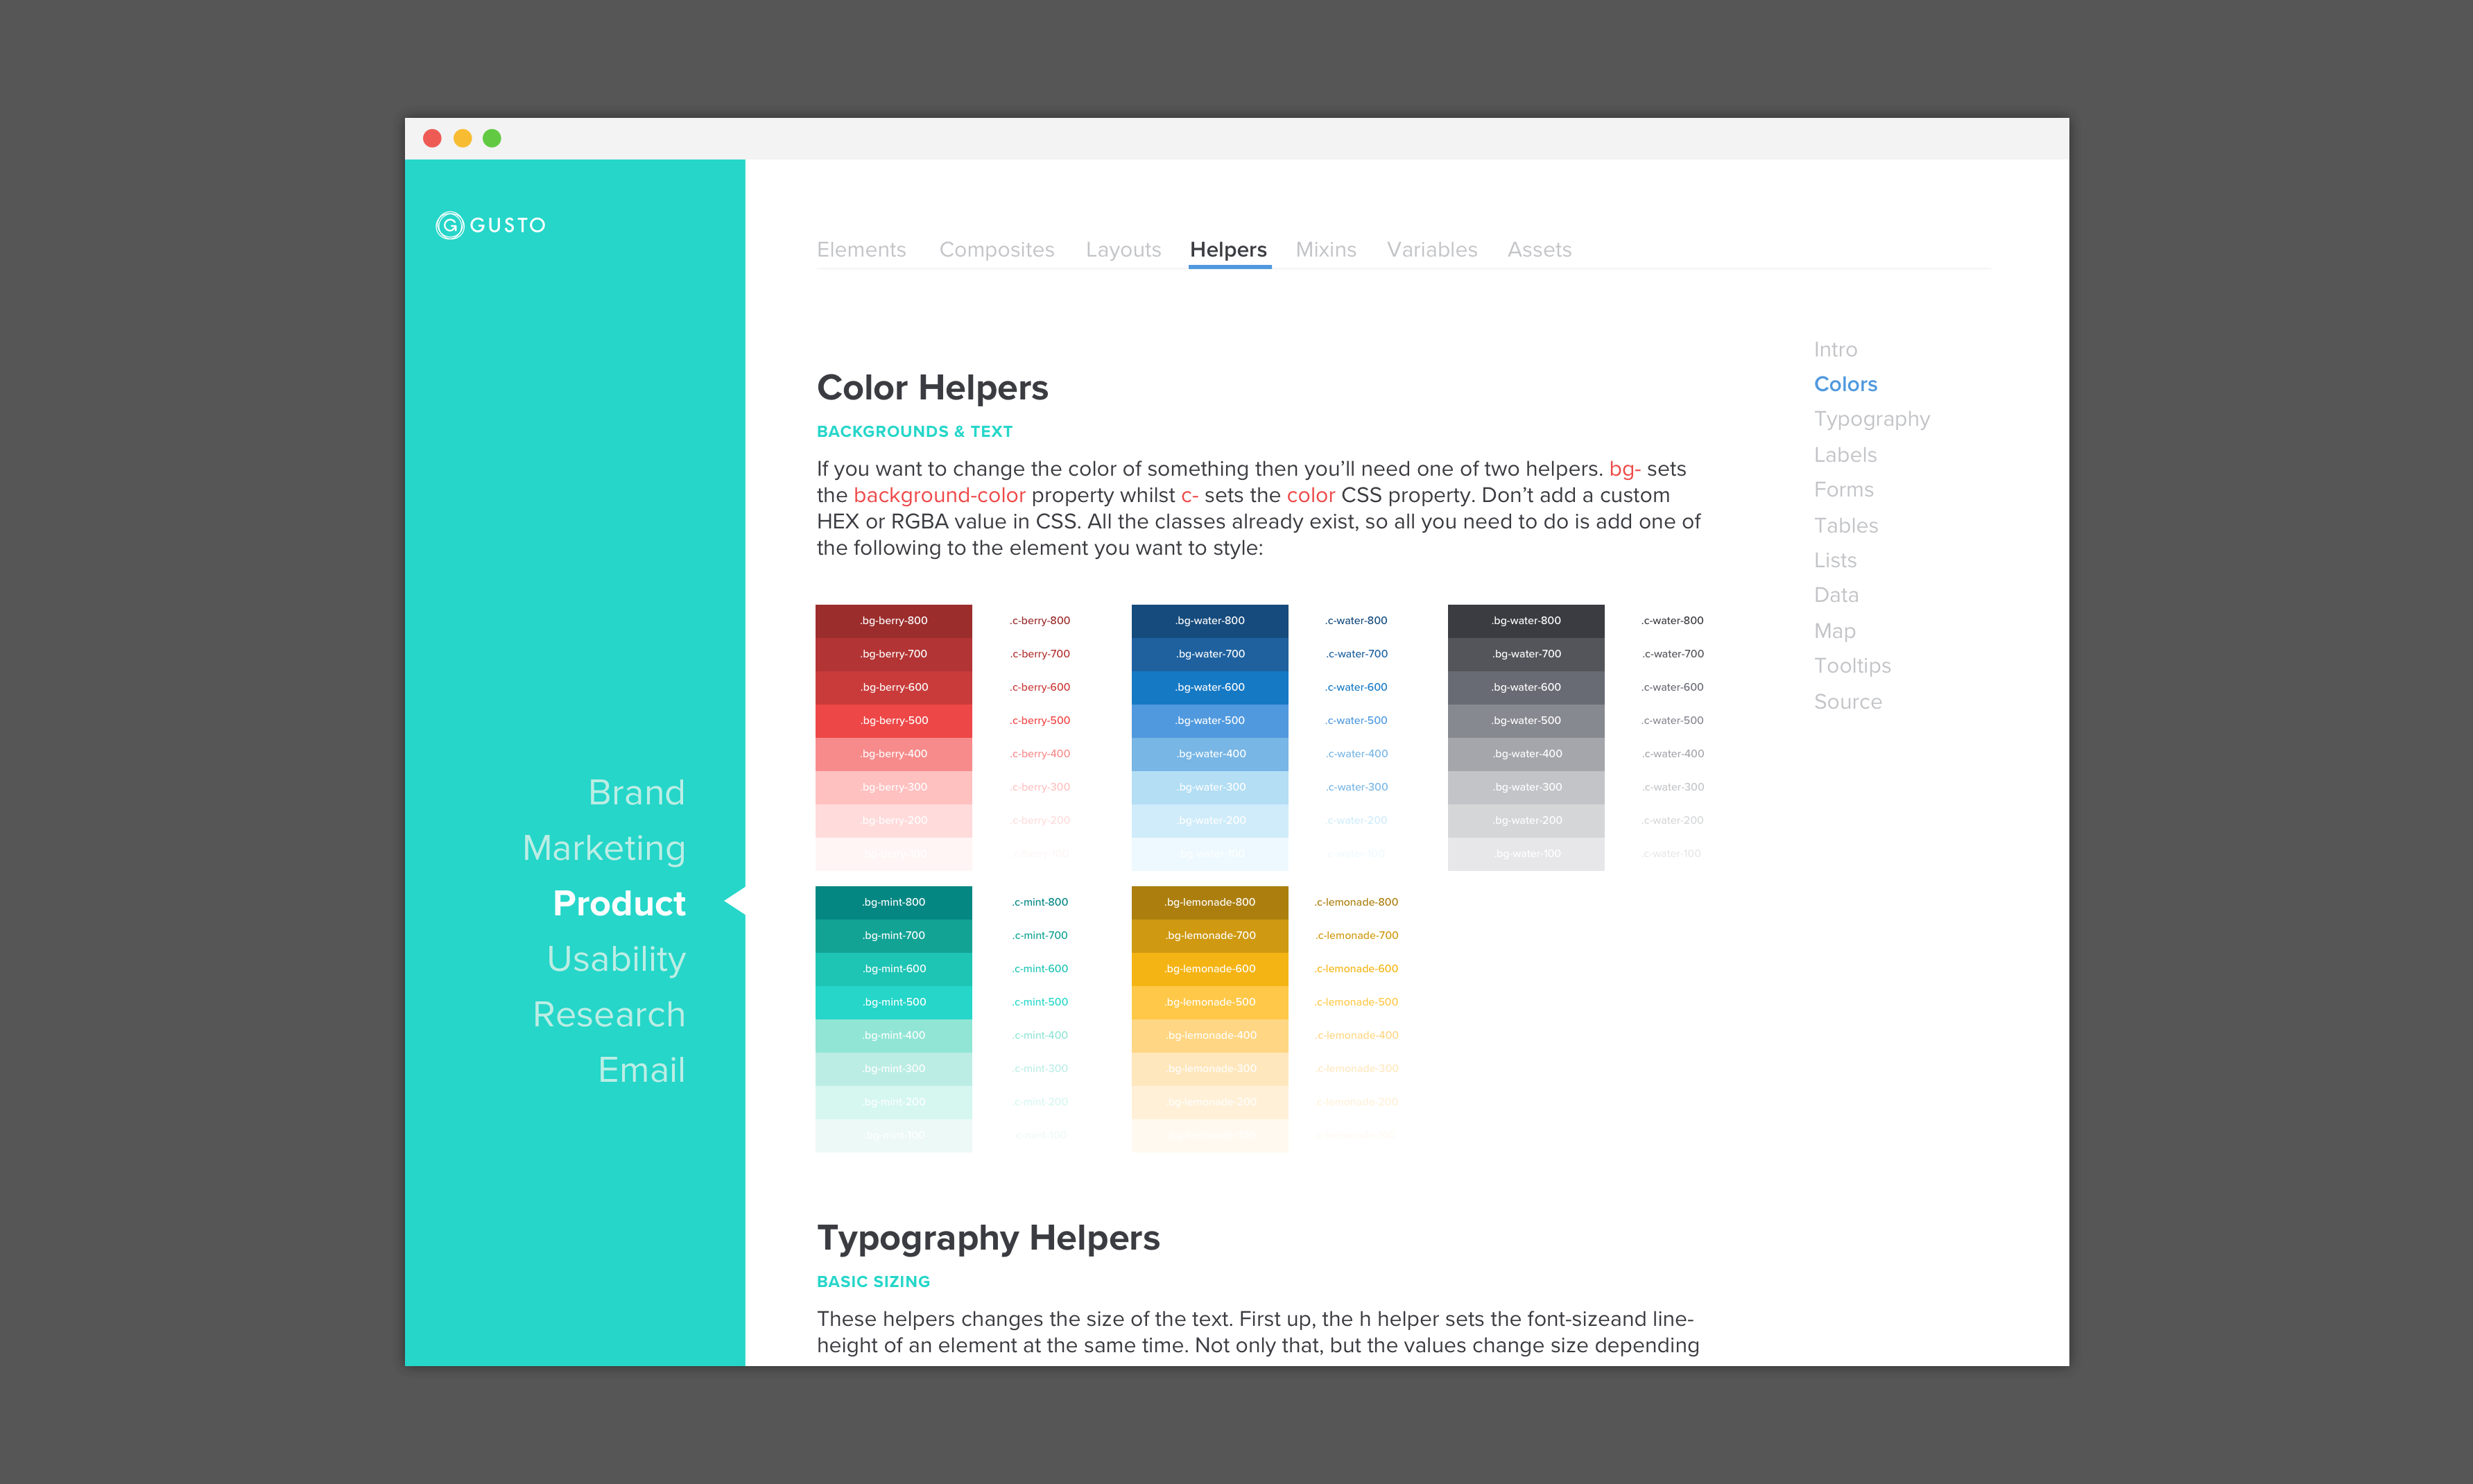 GUSTO
Elements Composites Layouts Helpers Mixins Variables Assets
Brand
Marketing
Product
Usability
Research
Email
Color Helpers
BACKGROUNDS & TEXT
If you want to change the color of something then you’ll need one of two helpers. bg- sets
the background-color property whilst c- sets the color CSS property. Don’t add a custom
HEX or RGBA value in CSS. All the classes already exist, so all you need to do is add one of
the following to the element you want to style:
.bg-berry-800 .c-berry-800 .bg-water-800 .c-water-800 .bg-water-800 .c-water-800
.bg-berry-700 .c-berry-700 .bg-water-700 .c-water-700 .bg-water-700 .c-water-700
.bg-berry-600 .c-berry-600 .bg-water-600 .c-water-600 .bg-water-600 .c-water-600
.bg-berry-500 .c-berry-500 .bg-water-500 .c-water-500 .bg-water-500 .c-water-500
.bg-berry-400 .c-berry-400 .bg-water-400 .c-water-400 .bg-water-400 .c-water-400
.bg-berry-300 .c-berry-300 .bg-water-300 .c-water-300 .bg-water-300 .c-water-300
.bg-berry-200 .c-berry-200 .bg-water-200 .c-water-200 .bg-water-200 .c-water-200
.bg-berry-100 .c-berry-100 .bg-water-100 .c-water-100 .bg-water-100 .c-water-100
.bg-mint-800 .c-mint-800 .bg-lemonade-800 .c-lemonade-800
.bg-mint-700 .c-mint-700 .bg-lemonade-700 .c-lemonade-700
.bg-mint-600 .c-mint-600 .bg-lemonade-600 .c-lemonade-600
.bg-mint-500 .c-mint-500 .bg-lemonade-500 .c-lemonade-500
.bg-mint-400 .c-mint-400 .bg-lemonade-400 .c-lemonade-400
.bg-mint-300 .c-mint-300 .bg-lemonade-300 .c-lemonade-300
.bg-mint-200 .c-mint-200 .bg-lemonade-200 .c-lemonade-200
.bg-mint-100 .c-mint-100
Typography Helpers
BASIC SIZING
These helpers changes the size of the text. First up, the h helper sets the font-sizeand line-
height of an element at the same time. Not only that, but the values change size depending
Intro
Colors
Typography
Labels
Forms
Tables
Lists
Data
Map
Tooltips
Source